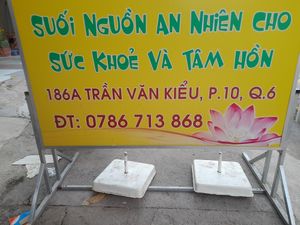 SUỐI NGUỒN AN NHIÊN CHO
SỨC KHOẺ VÀ TÂM HỒN
186A TRẦN VĂN KIỂU, P.10, Q.6
ĐT: 0786 713 868